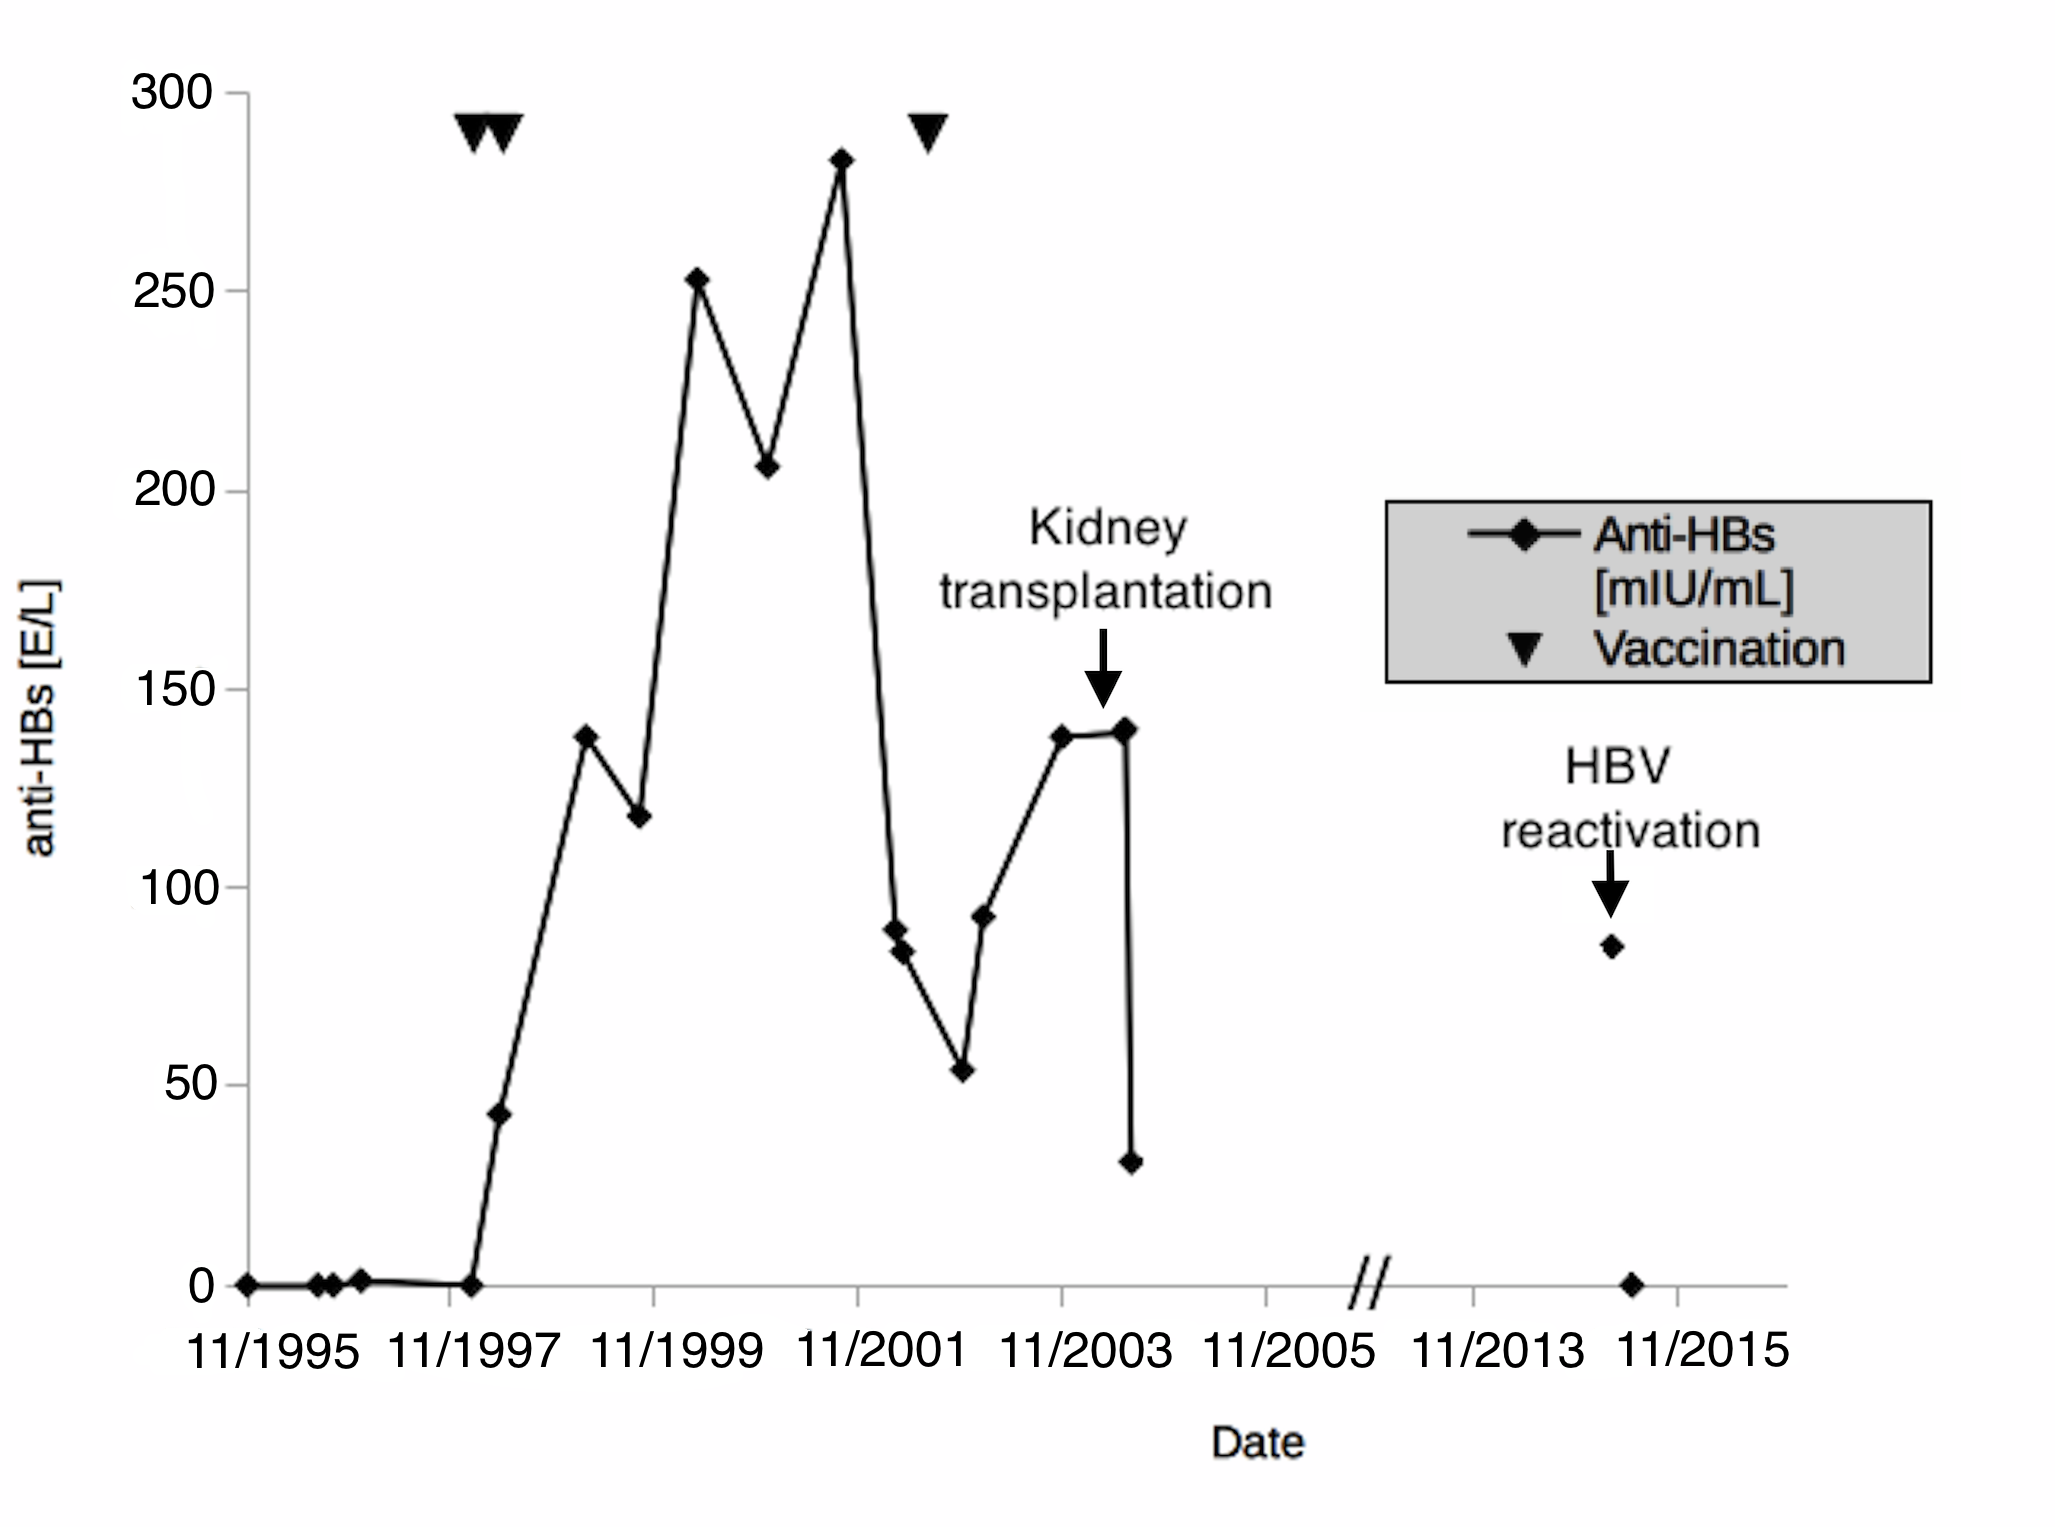 300
250
200
150
100
50
0
anti-HBs [E/L]
Kidney
transplantation
Anti-HBs
[mIU/mL]
Vaccination
HBV
reactivation
11/1995 11/1997 11/1999 11/2001 11/2003 11/2005 11/2013 11/2015
Date